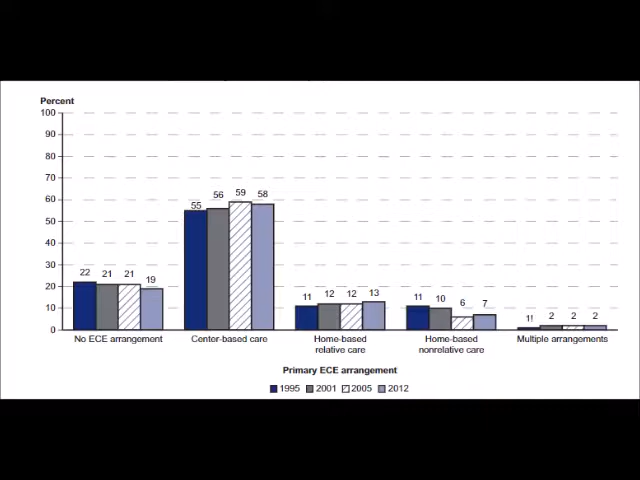 Percent
100
90
80
70
60
50
40
30
20
10
0
22 21 21 19
55 56 59 58
11 12 12 13
11 10 6 7
1! 2 2 2
No ECE arrangement
Center-based care
Home-based
relative care
Home-based
nonrelative care
Multiple arrangements
Primary ECE arrangement
1995 2001 2005 2012